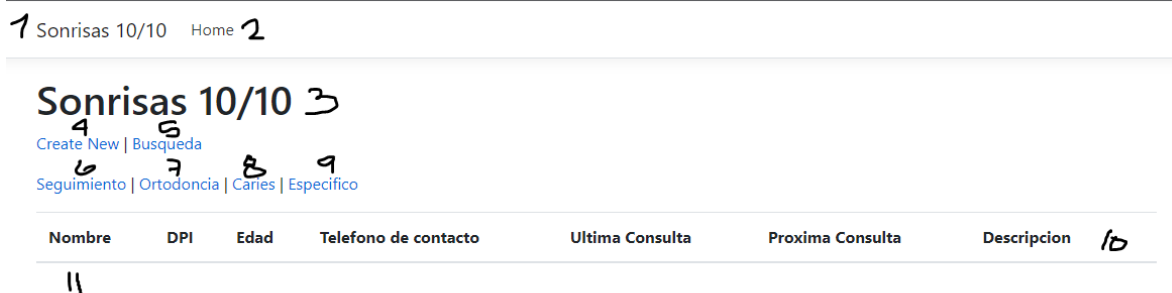 1 Sonrisas 10/10 Home 2
Sonrisas 10/10 3
4 5
Create New | Busqueda
6 7 8 9
Seguimiento | Ortodoncia | Caries | Especifico
Nombre DPI Edad Telefono de contacto Ultima Consulta Proxima Consulta Descripcion 10
11